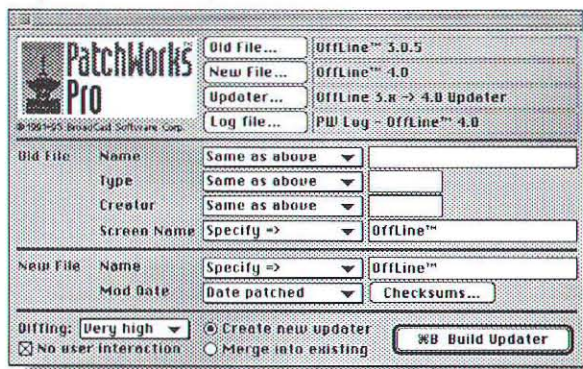 PatchWorks™
Pro
©1991-95 BroadCast Software Corp.
Old File... OffLine™ 3.0.5
New File... OffLine™ 4.0
Updater... OffLine 3.x -> 4.0 Updater
Log file... PW Log - OffLine™ 4.0
Old File Name Same as above
Type Same as above
Creator Same as above
Screen Name Specify => OffLine™
New File Name Specify => OffLine™
Mod Date Date patched Checksums...
Diffing: Very high Create new updater
No user interaction Merge into existing
⌘B Build Updater